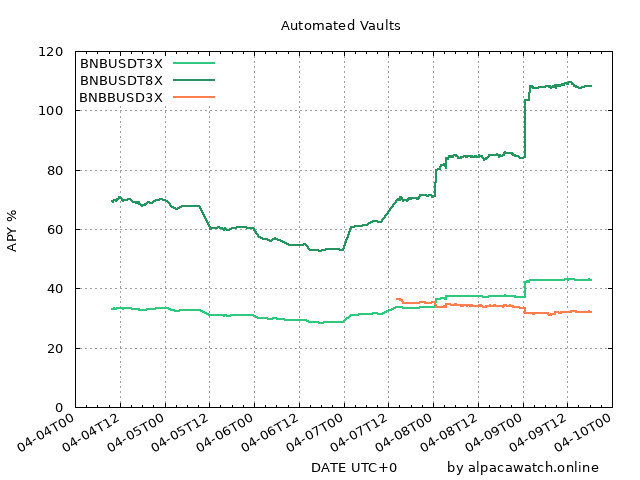 Automated Vaults
120
100
80
60
40
20
0
APY %
BNBUSDT3X
BNBUSDT8X
BNBBUSD3X
04-04T00
04-04T12
04-05T00
04-05T12
04-06T00
04-06T12
04-07T00
04-07T12
04-08T00
04-08T12
04-09T00
04-09T12
04-10T00
DATE UTC+0
by alpacawatch.online